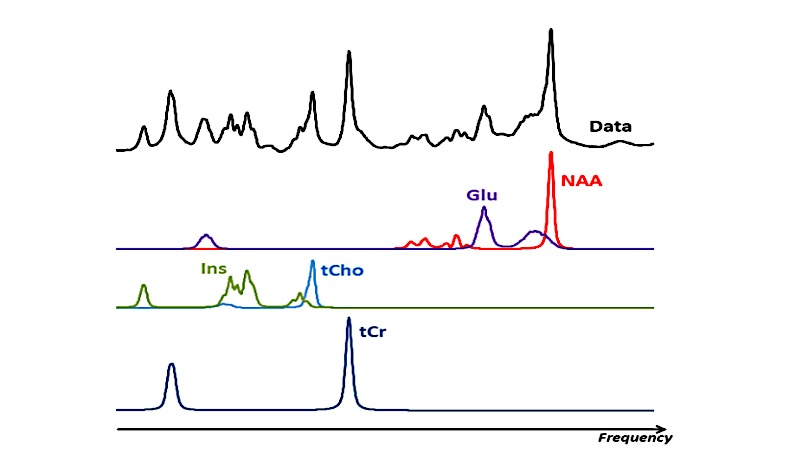 Data
NAA
Glu
Ins
tCho
tCr
Frequency